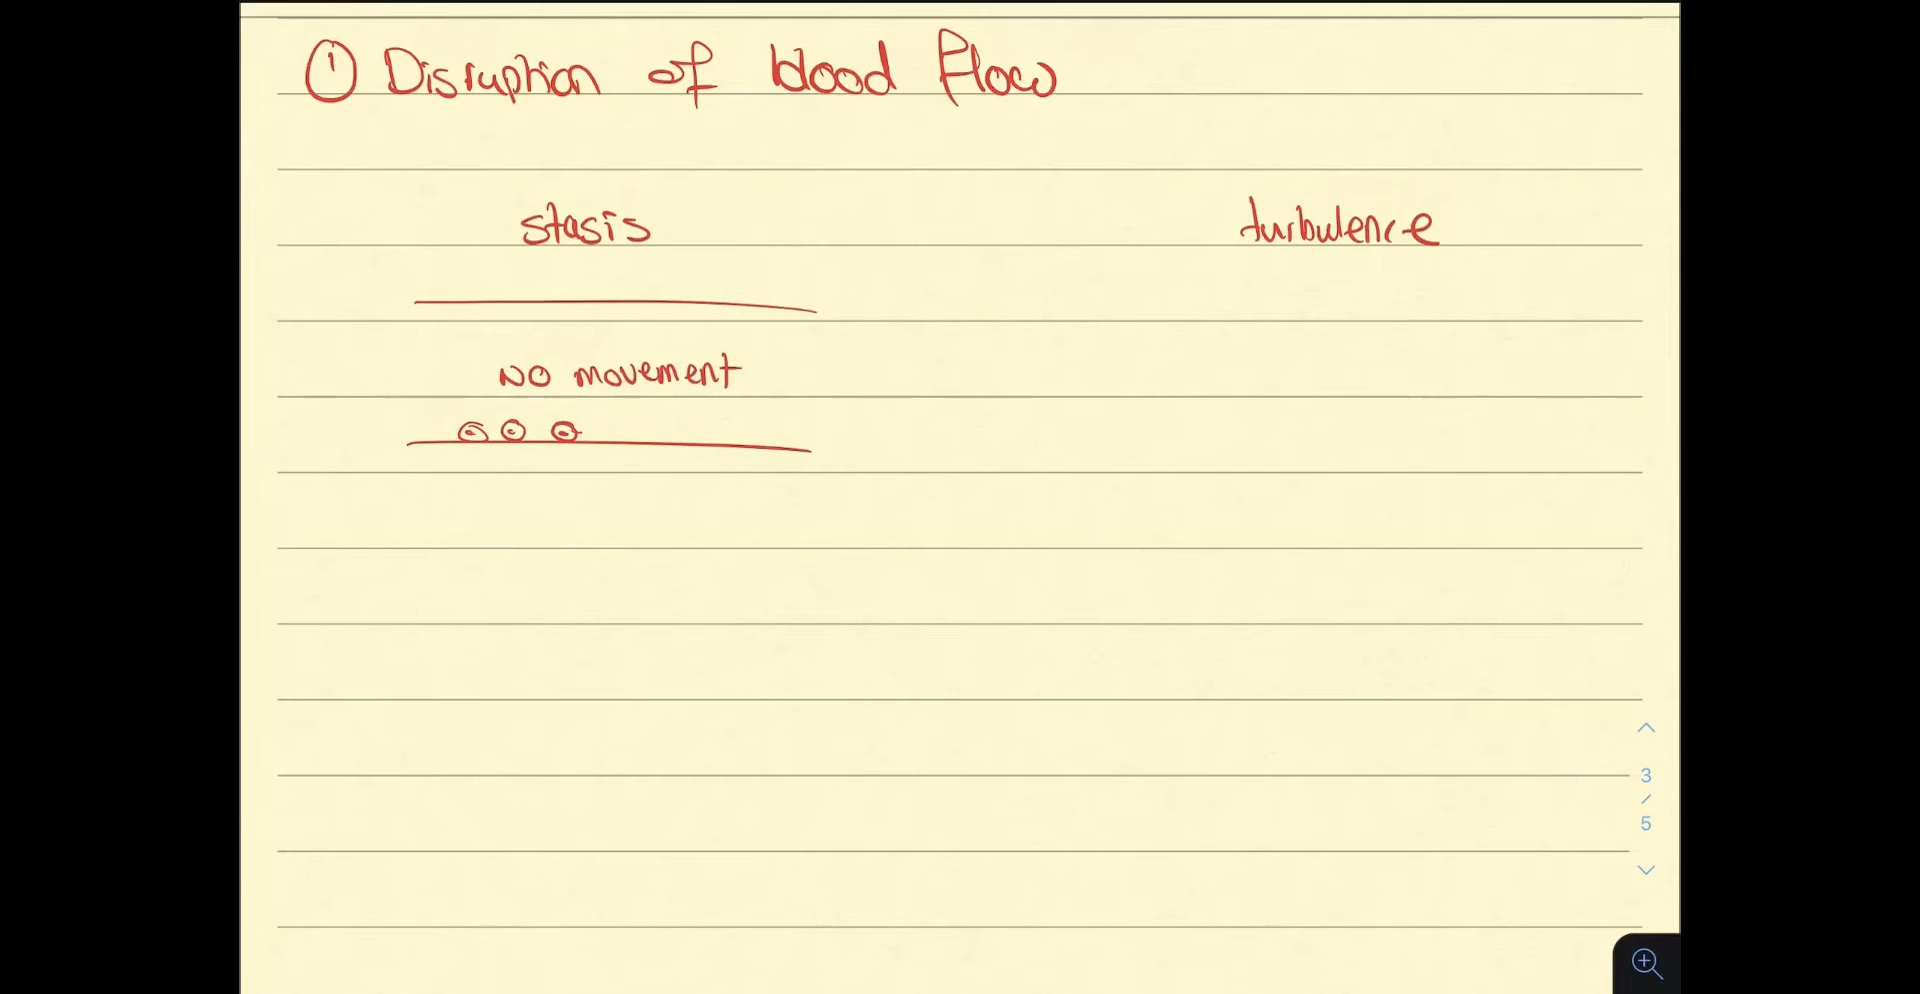 ① Disruption of blood flow
stasis turbulence
NO movement
3
/
5